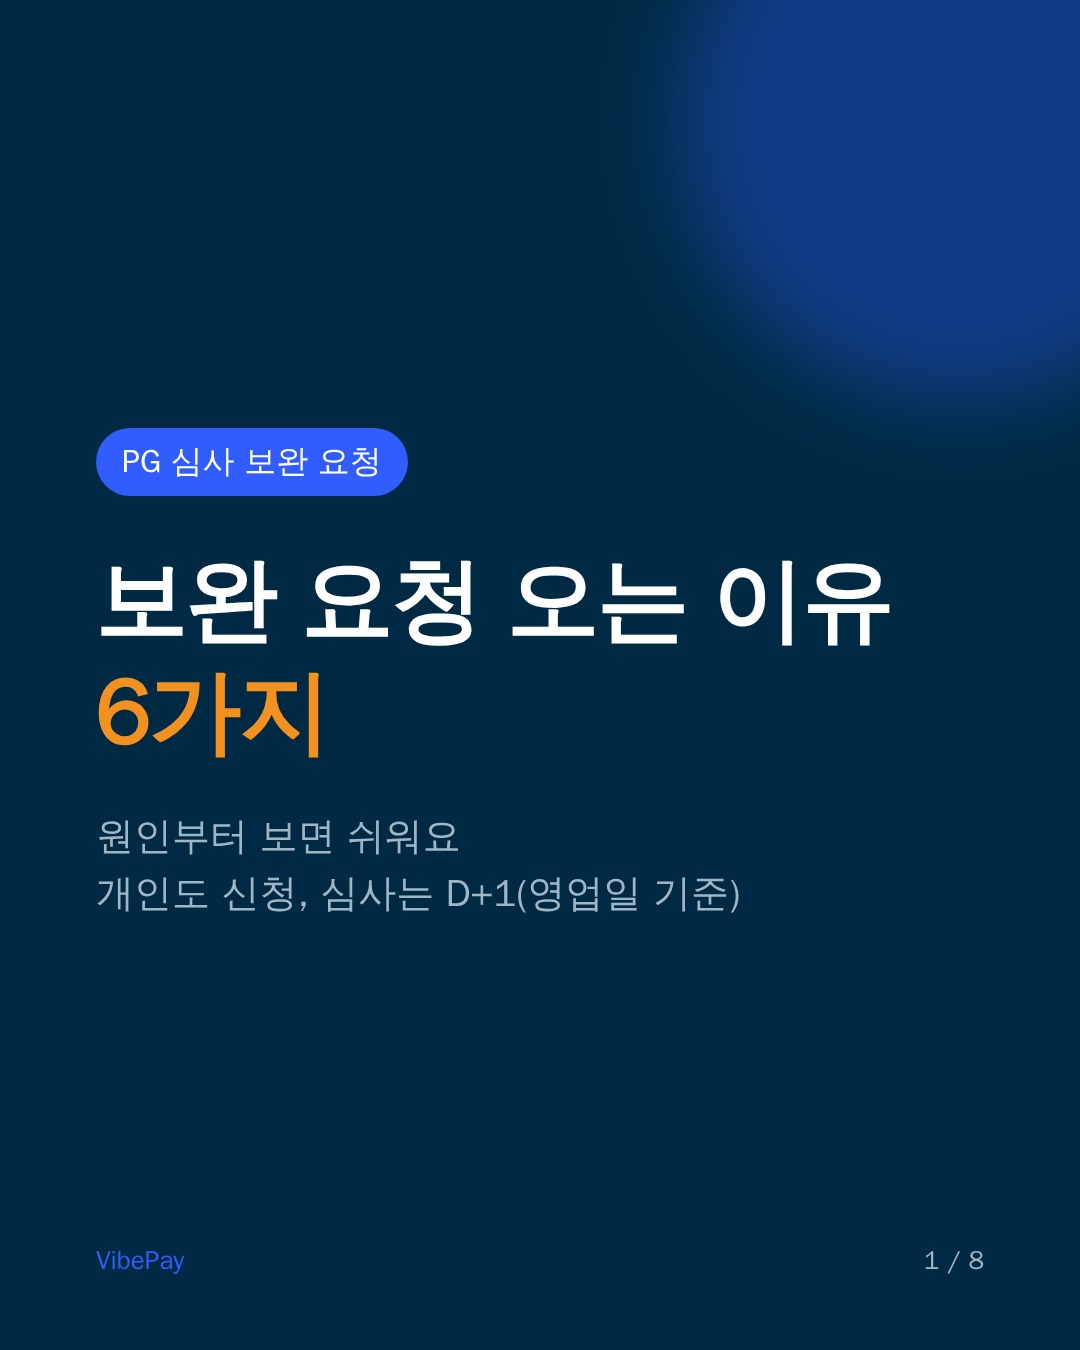 PG 심사 보완 요청
보완 요청 오는 이유
6가지
원인부터 보면 쉬워요
개인도 신청, 심사는 D+1(영업일 기준)
VibePay
1 / 8